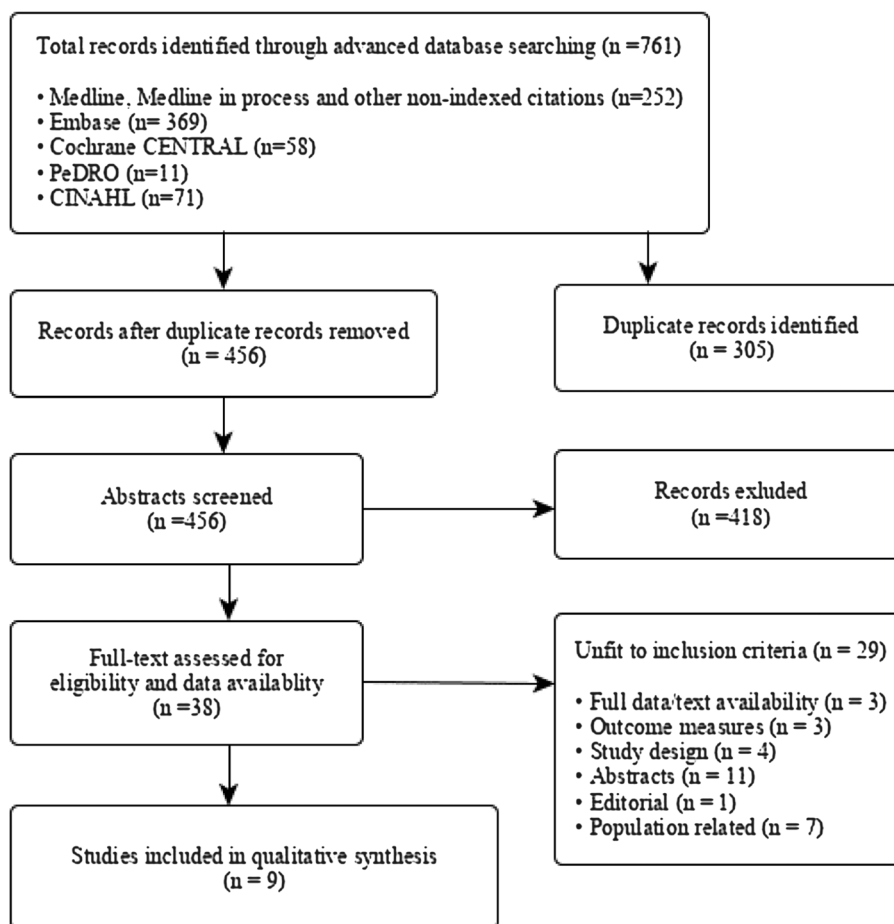 Total records identified through advanced database searching (n =761)
• Medline, Medline in process and other non-indexed citations (n=252)
• Embase (n= 369)
• Cochrane CENTRAL (n=58)
• PeDRO (n=11)
• CINAHL (n=71)
Records after duplicate records removed
(n = 456)
Duplicate records identified
(n = 305)
Abstracts screened
(n =456)
Records exluded
(n =418)
Full-text assessed for
eligibility and data availablity
(n =38)
Unfit to inclusion criteria (n = 29)
• Full data/text availability (n = 3)
• Outcome measures (n = 3)
• Study design (n = 4)
• Abstracts (n = 11)
• Editorial (n = 1)
• Population related (n = 7)
Studies included in qualitative synthesis
(n = 9)